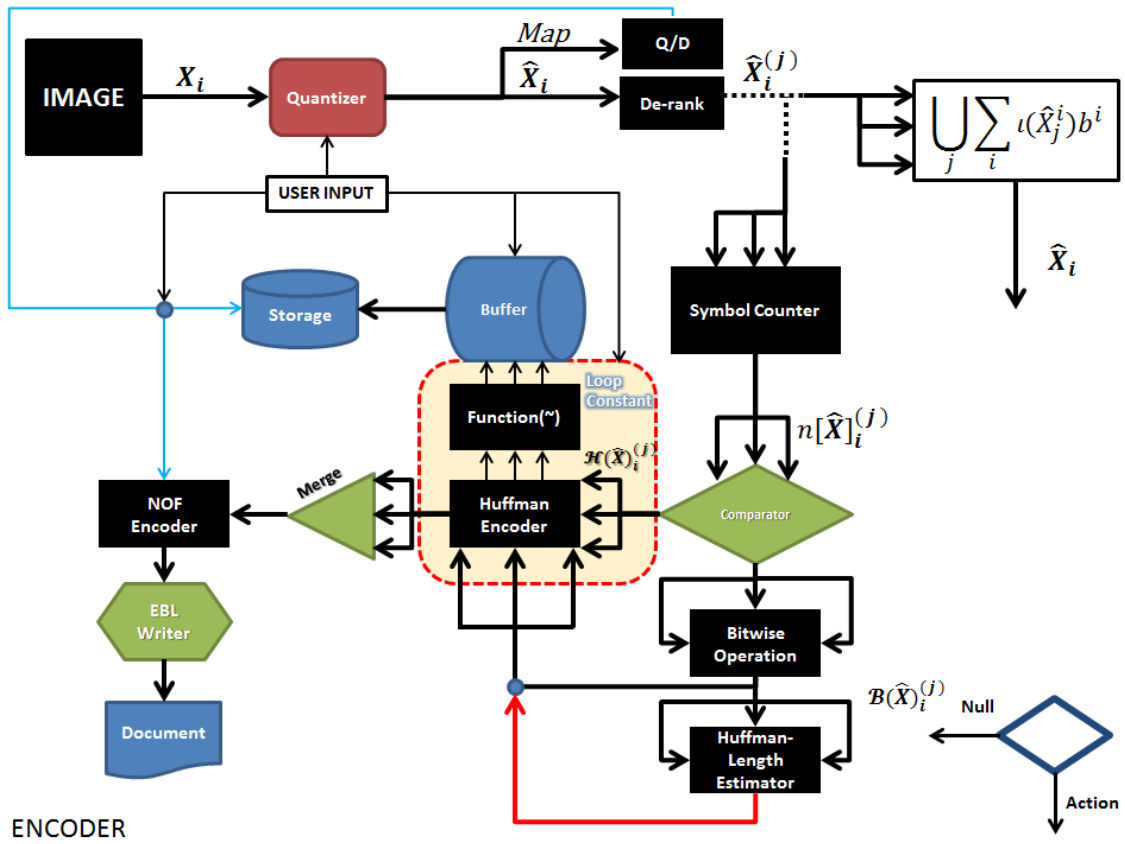 Map
Q/D
IMAGE
X_i
Quantizer
X̂_i
De-rank
X̂_i^{(j)}
⋃_j ∑_i ι(X̂_j^i)b^i
USER INPUT
X̂_i
Storage
Buffer
Symbol Counter
Loop
Constant
Function(~)
n[X̂]_i^{(j)}
ℋ(X̂)_i^{(j)}
Merge
NOF
Encoder
Huffman
Encoder
Comparator
EBL
Writer
Bitwise
Operation
ℬ(X̂)_i^{(j)}
Null
Document
Huffman-
Length
Estimator
Action
ENCODER